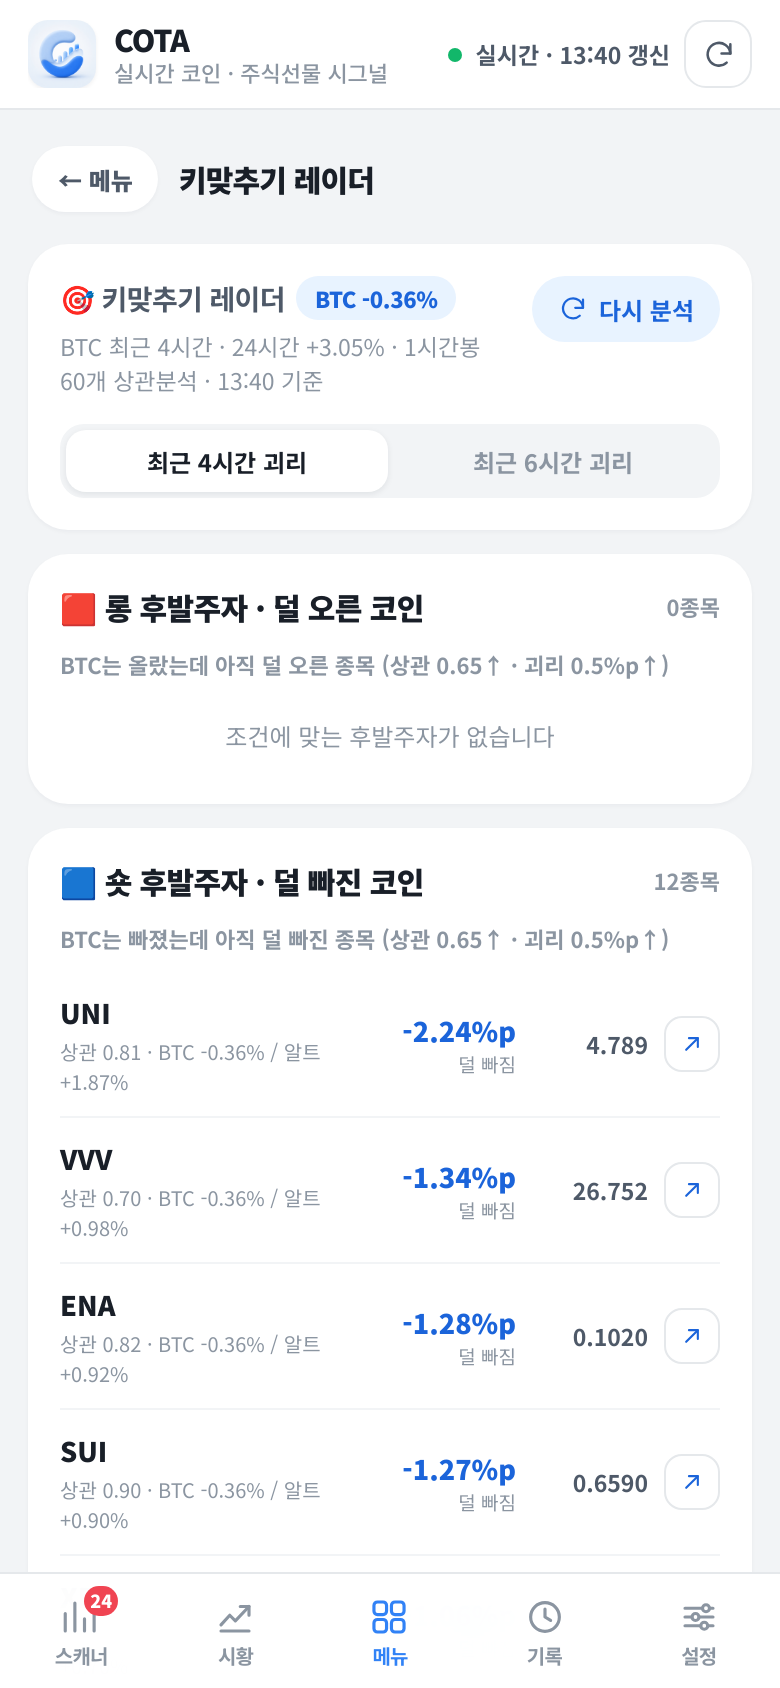 COTA
실시간 코인 · 주식선물 시그널
실시간 · 13:40 갱신
← 메뉴
키맞추기 레이더
키맞추기 레이더
BTC -0.36%
다시 분석
BTC 최근 4시간 · 24시간 +3.05% · 1시간봉
60개 상관분석 · 13:40 기준
최근 4시간 괴리
최근 6시간 괴리
롱 후발주자 · 덜 오른 코인
0종목
BTC는 올랐는데 아직 덜 오른 종목 (상관 0.65↑ · 괴리 0.5%p↑)
조건에 맞는 후발주자가 없습니다
숏 후발주자 · 덜 빠진 코인
12종목
BTC는 빠졌는데 아직 덜 빠진 종목 (상관 0.65↑ · 괴리 0.5%p↑)
UNI
상관 0.81 · BTC -0.36% / 알트
+1.87%
-2.24%p
덜 빠짐
4.789
VVV
상관 0.70 · BTC -0.36% / 알트
+0.98%
-1.34%p
덜 빠짐
26.752
ENA
상관 0.82 · BTC -0.36% / 알트
+0.92%
-1.28%p
덜 빠짐
0.1020
SUI
상관 0.90 · BTC -0.36% / 알트
+0.90%
-1.27%p
덜 빠짐
0.6590
24
스캐너
시황
메뉴
기록
설정